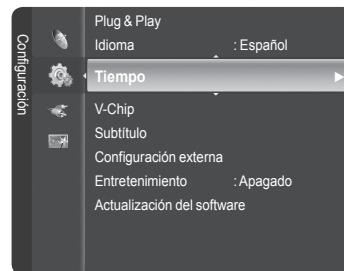 Configuración
Plug & Play
Idioma : Español
Tiempo
V-Chip
Subtítulo
Configuración externa
Entretenimiento : Apagado
Actualización del software